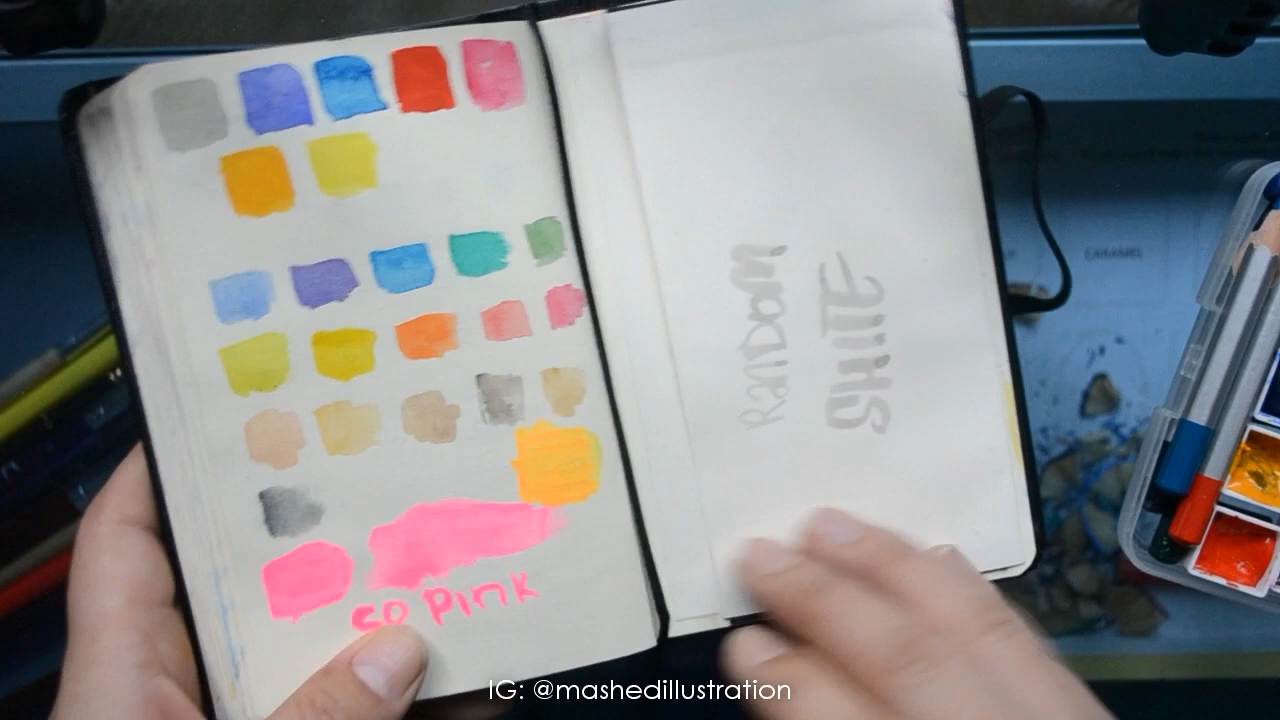 RANDOM
SHITE
CARAMEL
so pink
IG: @mashedillustration